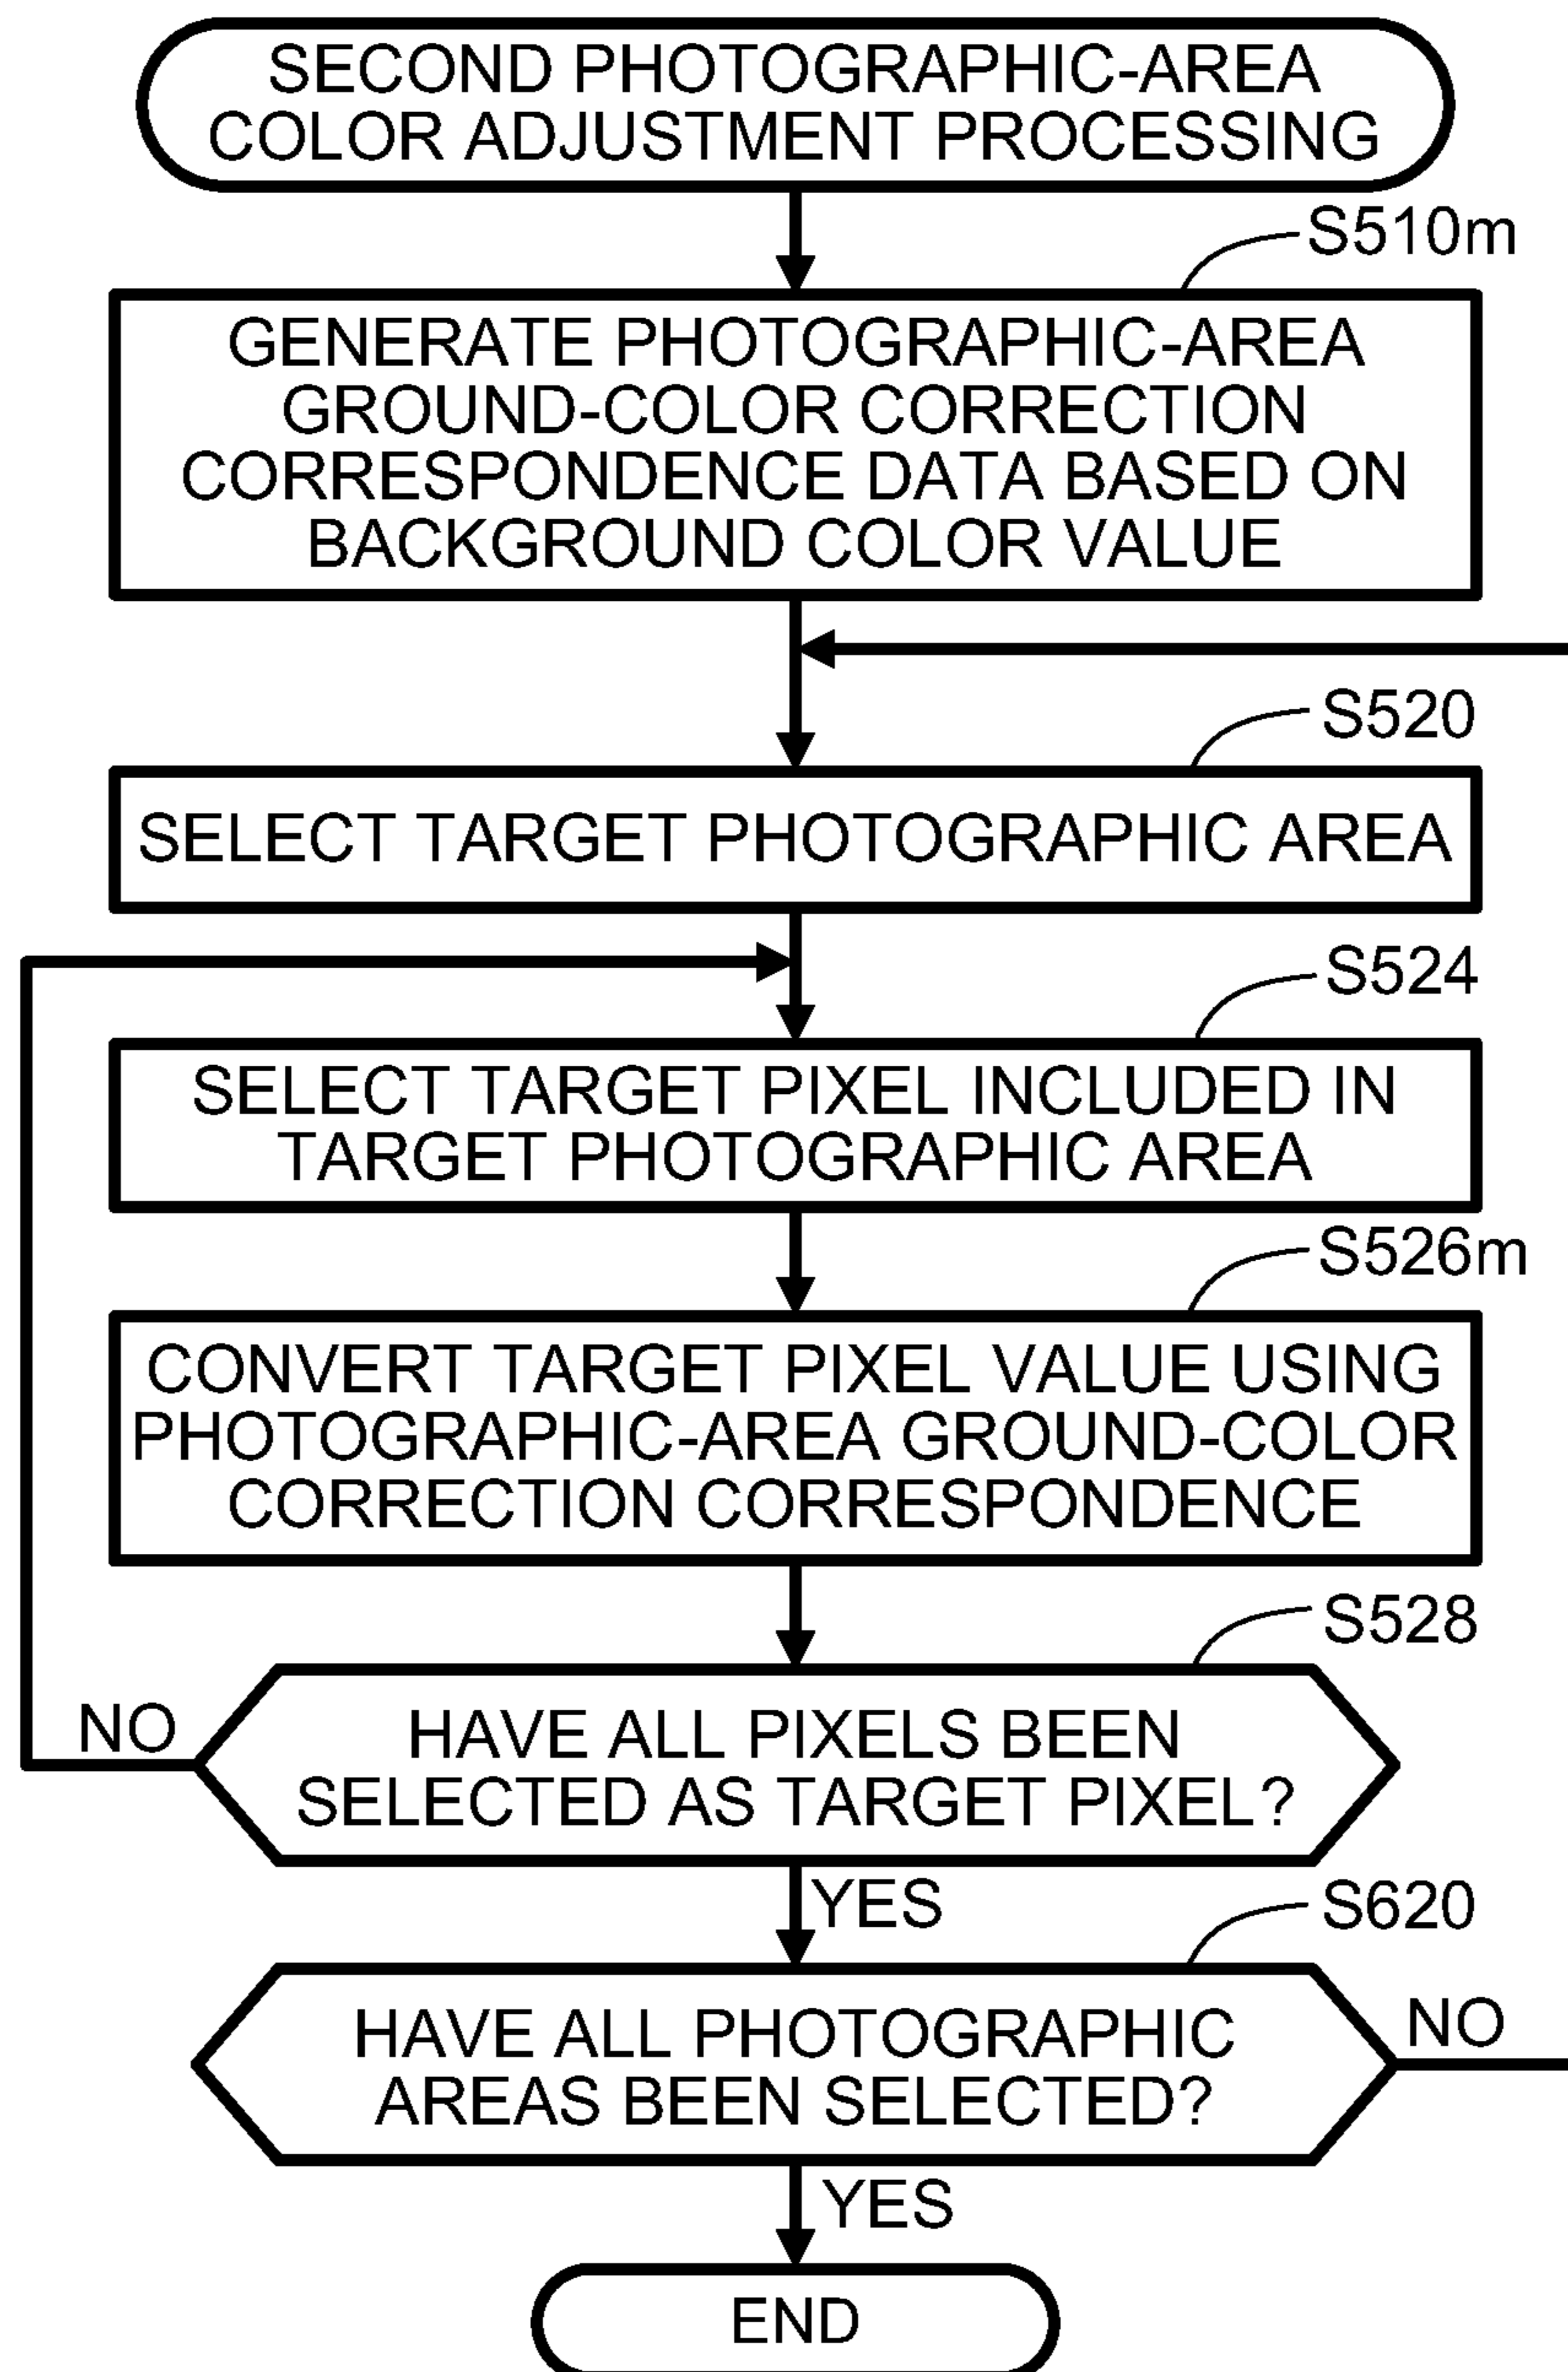 SECOND PHOTOGRAPHIC-AREA
COLOR ADJUSTMENT PROCESSING
S510m
GENERATE PHOTOGRAPHIC-AREA
GROUND-COLOR CORRECTION
CORRESPONDENCE DATA BASED ON
BACKGROUND COLOR VALUE
S520
SELECT TARGET PHOTOGRAPHIC AREA
S524
SELECT TARGET PIXEL INCLUDED IN
TARGET PHOTOGRAPHIC AREA
S526m
CONVERT TARGET PIXEL VALUE USING
PHOTOGRAPHIC-AREA GROUND-COLOR
CORRECTION CORRESPONDENCE
S528
NO
HAVE ALL PIXELS BEEN
SELECTED AS TARGET PIXEL?
YES
S620
HAVE ALL PHOTOGRAPHIC
AREAS BEEN SELECTED?
NO
YES
END